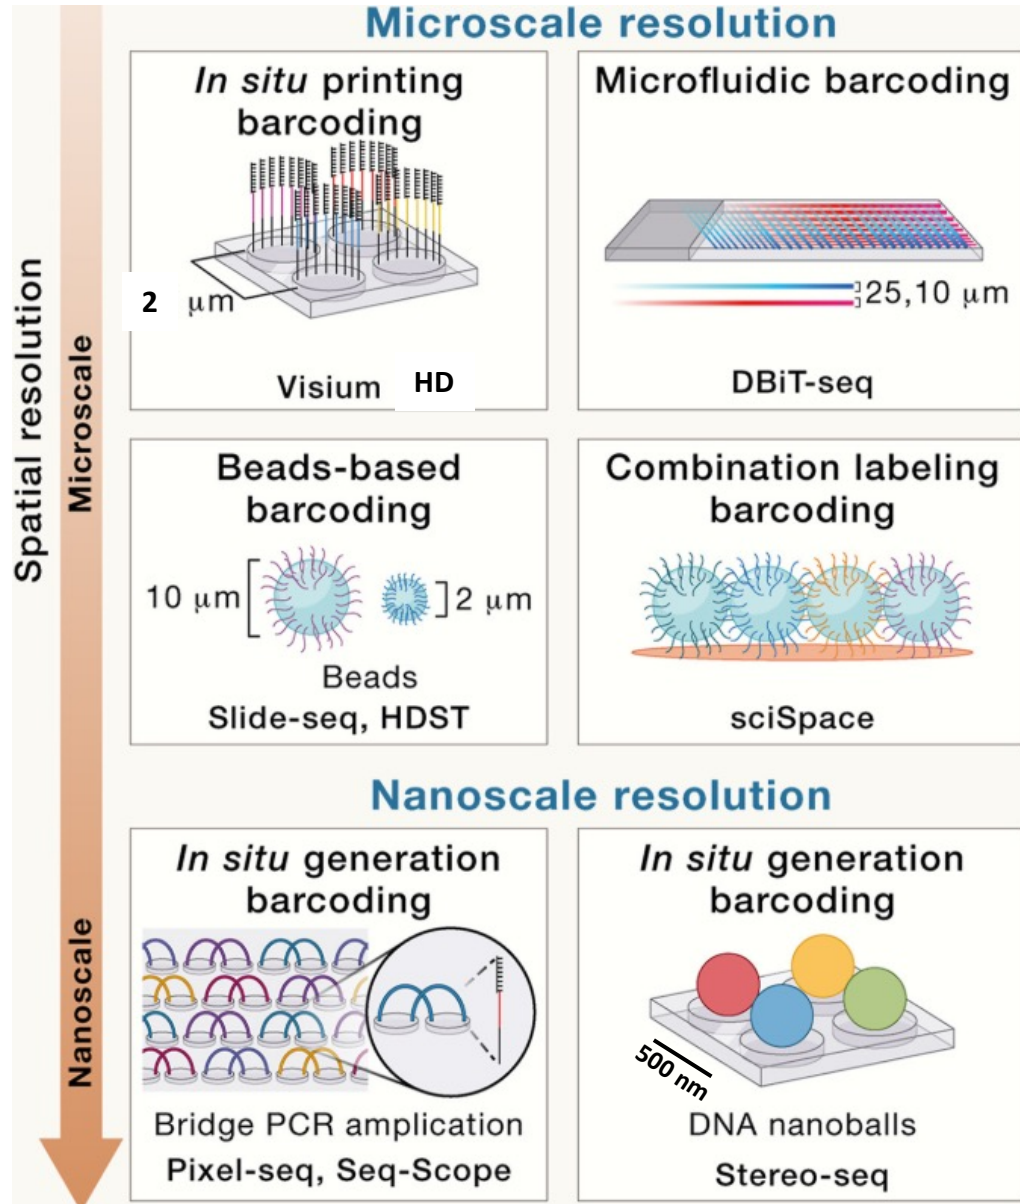 Spatial resolution
Microscale
Nanoscale
Microscale resolution
In situ printing
barcoding
2 μm
Visium HD
Microfluidic barcoding
25,10 μm
DBiT-seq
Beads-based
barcoding
10 μm
2 μm
Beads
Slide-seq, HDST
Combination labeling
barcoding
sciSpace
Nanoscale resolution
In situ generation
barcoding
Bridge PCR amplication
Pixel-seq, Seq-Scope
In situ generation
barcoding
500 nm
DNA nanoballs
Stereo-seq